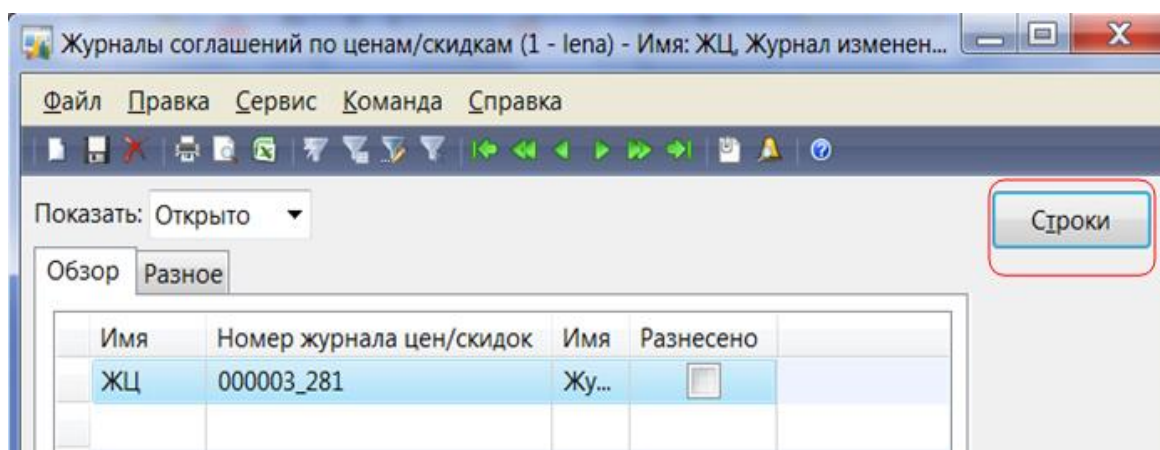 Журналы соглашений по ценам/скидкам (1 - lena) - Имя: ЖЦ, Журнал изменен...
Файл Правка Сервис Команда Справка
Показать: Открыто
Строки
Обзор Разное
Имя Номер журнала цен/скидок Имя Разнесено
ЖЦ 000003_281 Жу...